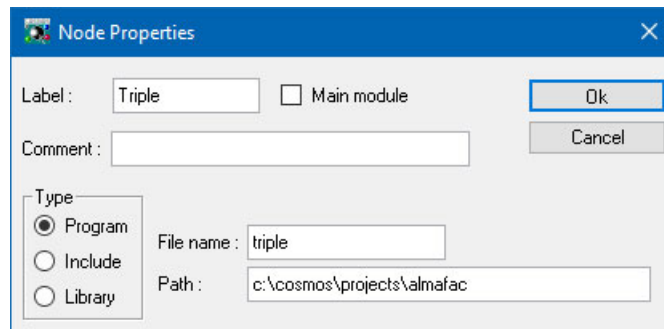 Node Properties
Label : Triple Main module Ok
Comment : Cancel
Type
Program
Include
Library
File name : triple
Path : c:\cosmos\projects\almafac